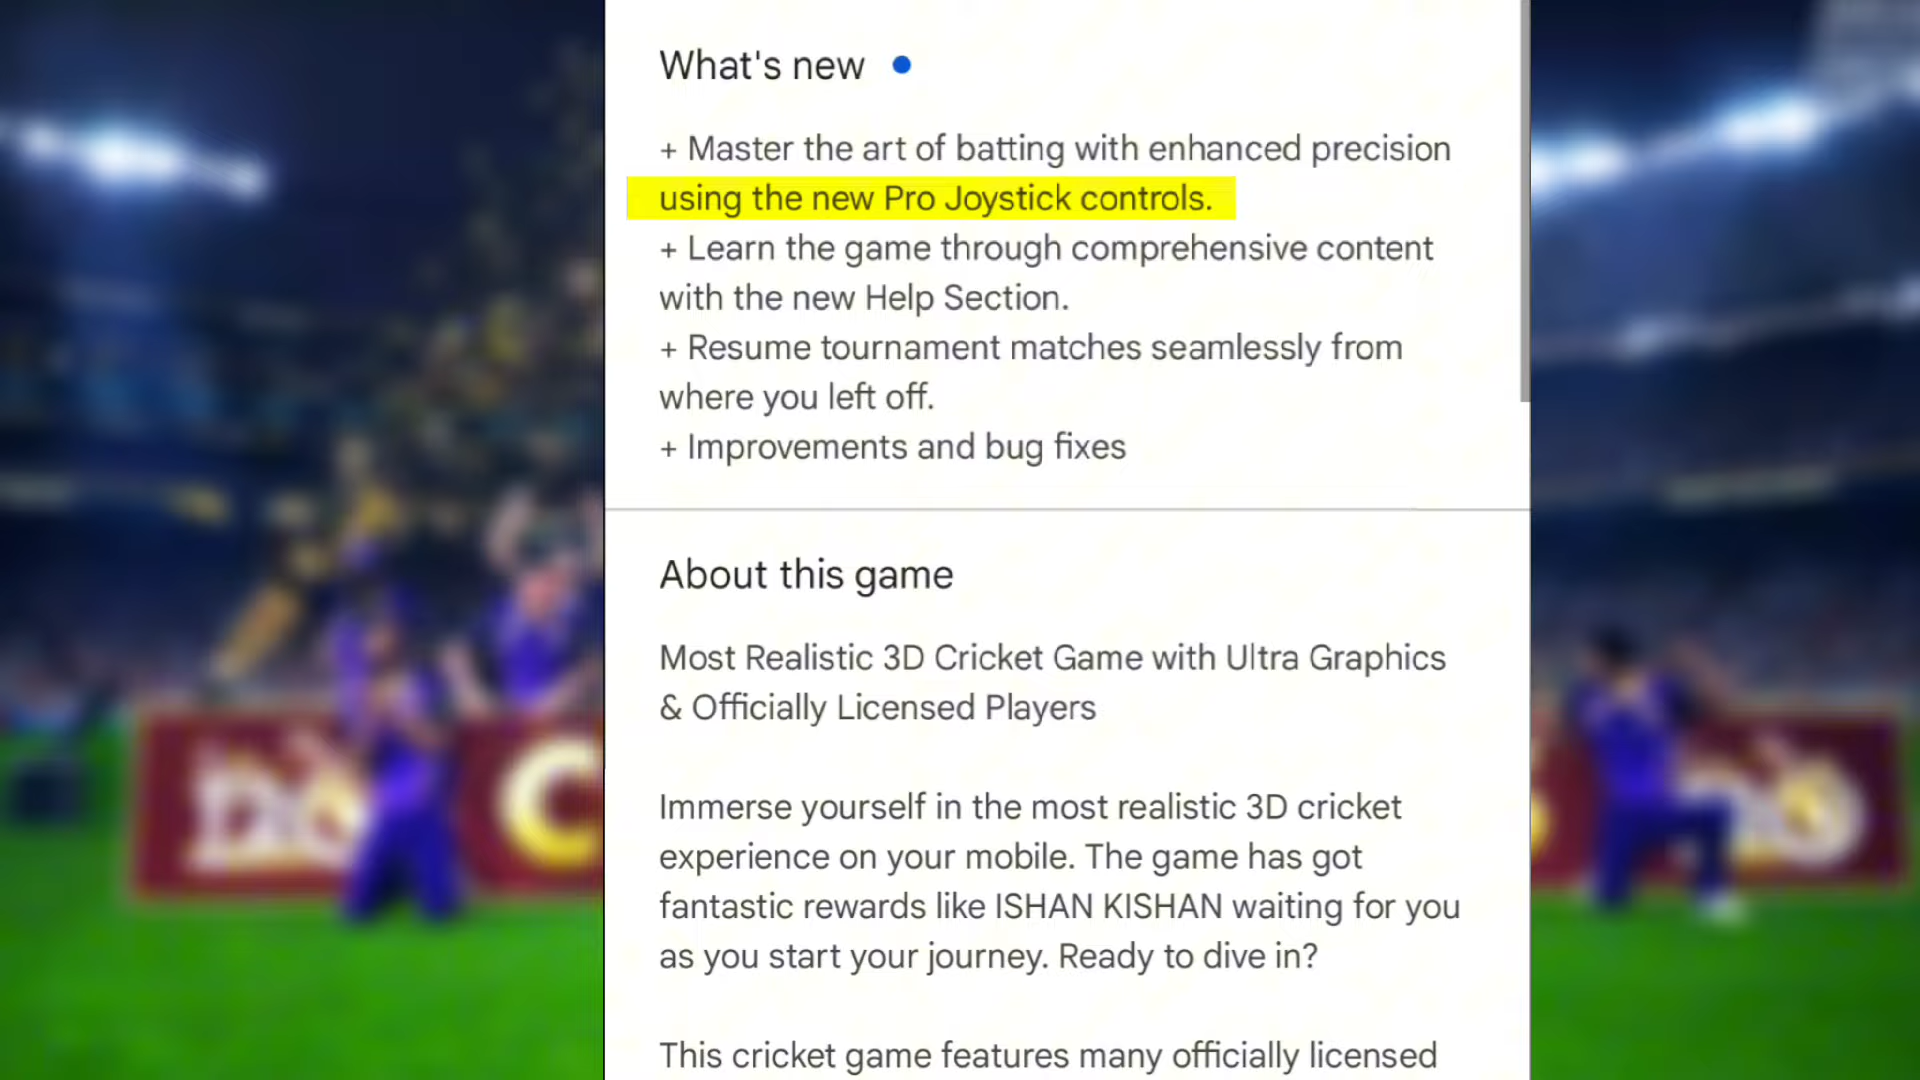 What's new
+ Master the art of batting with enhanced precision
using the new Pro Joystick controls.
+ Learn the game through comprehensive content
with the new Help Section.
+ Resume tournament matches seamlessly from
where you left off.
+ Improvements and bug fixes
About this game
Most Realistic 3D Cricket Game with Ultra Graphics
& Officially Licensed Players
Immerse yourself in the most realistic 3D cricket
experience on your mobile. The game has got
fantastic rewards like ISHAN KISHAN waiting for you
as you start your journey. Ready to dive in?
This cricket game features many officially licensed